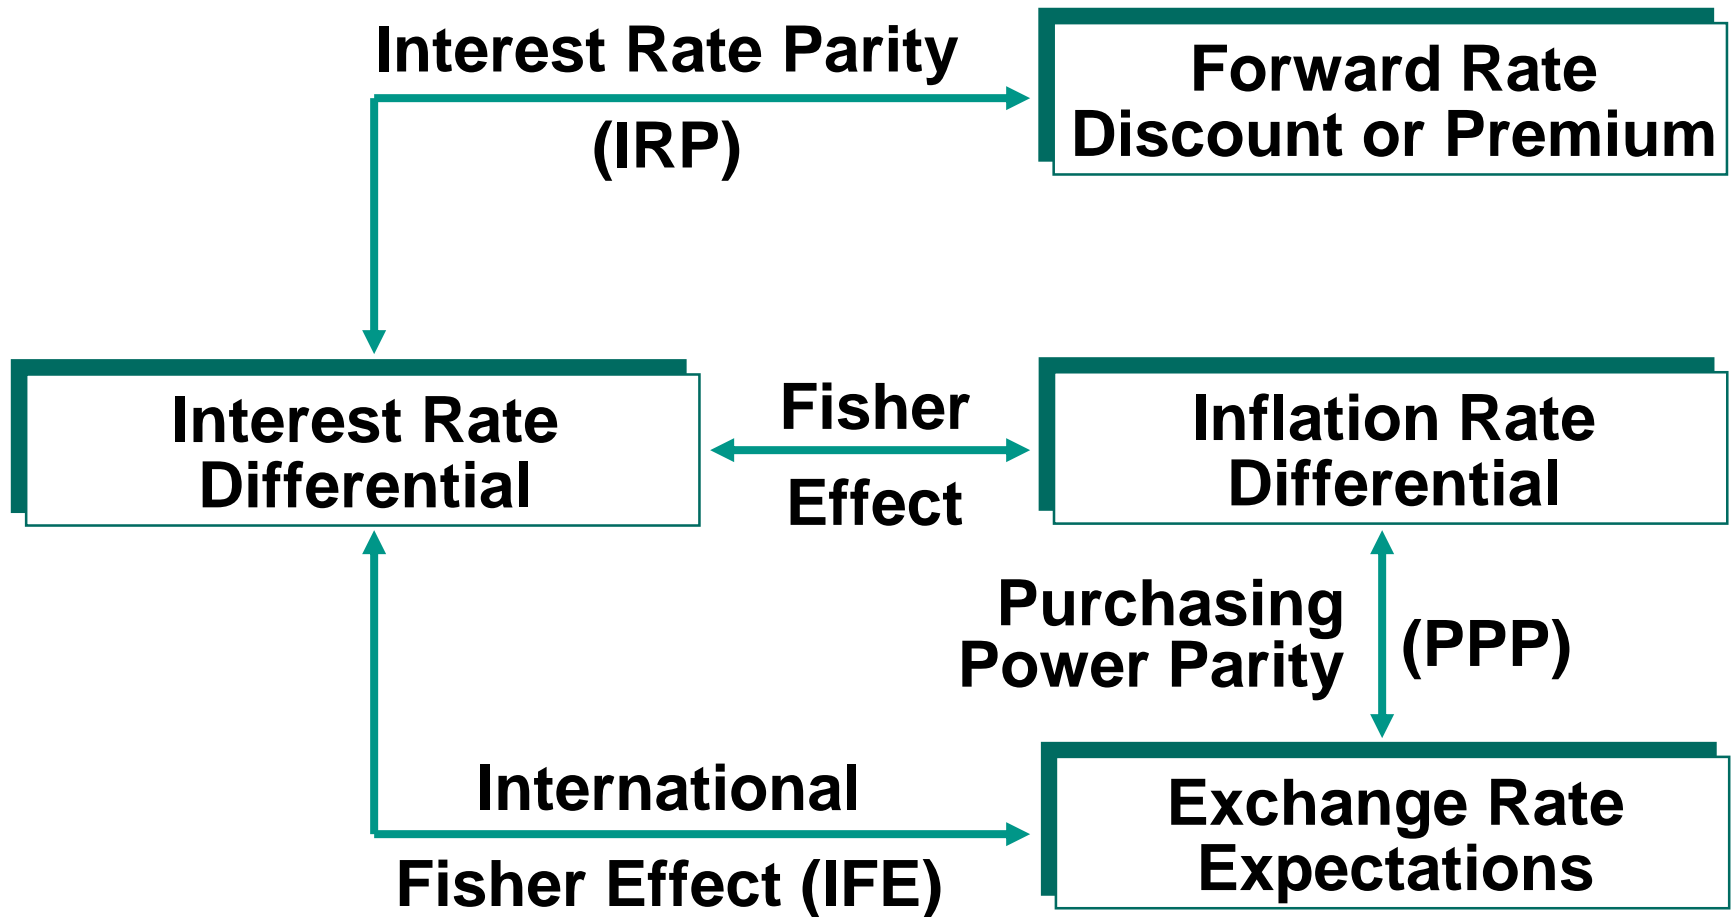 Interest Rate Parity
(IRP)
Forward Rate
Discount or Premium
Interest Rate
Differential
Fisher
Effect
Inflation Rate
Differential
Purchasing
Power Parity
(PPP)
International
Fisher Effect (IFE)
Exchange Rate
Expectations